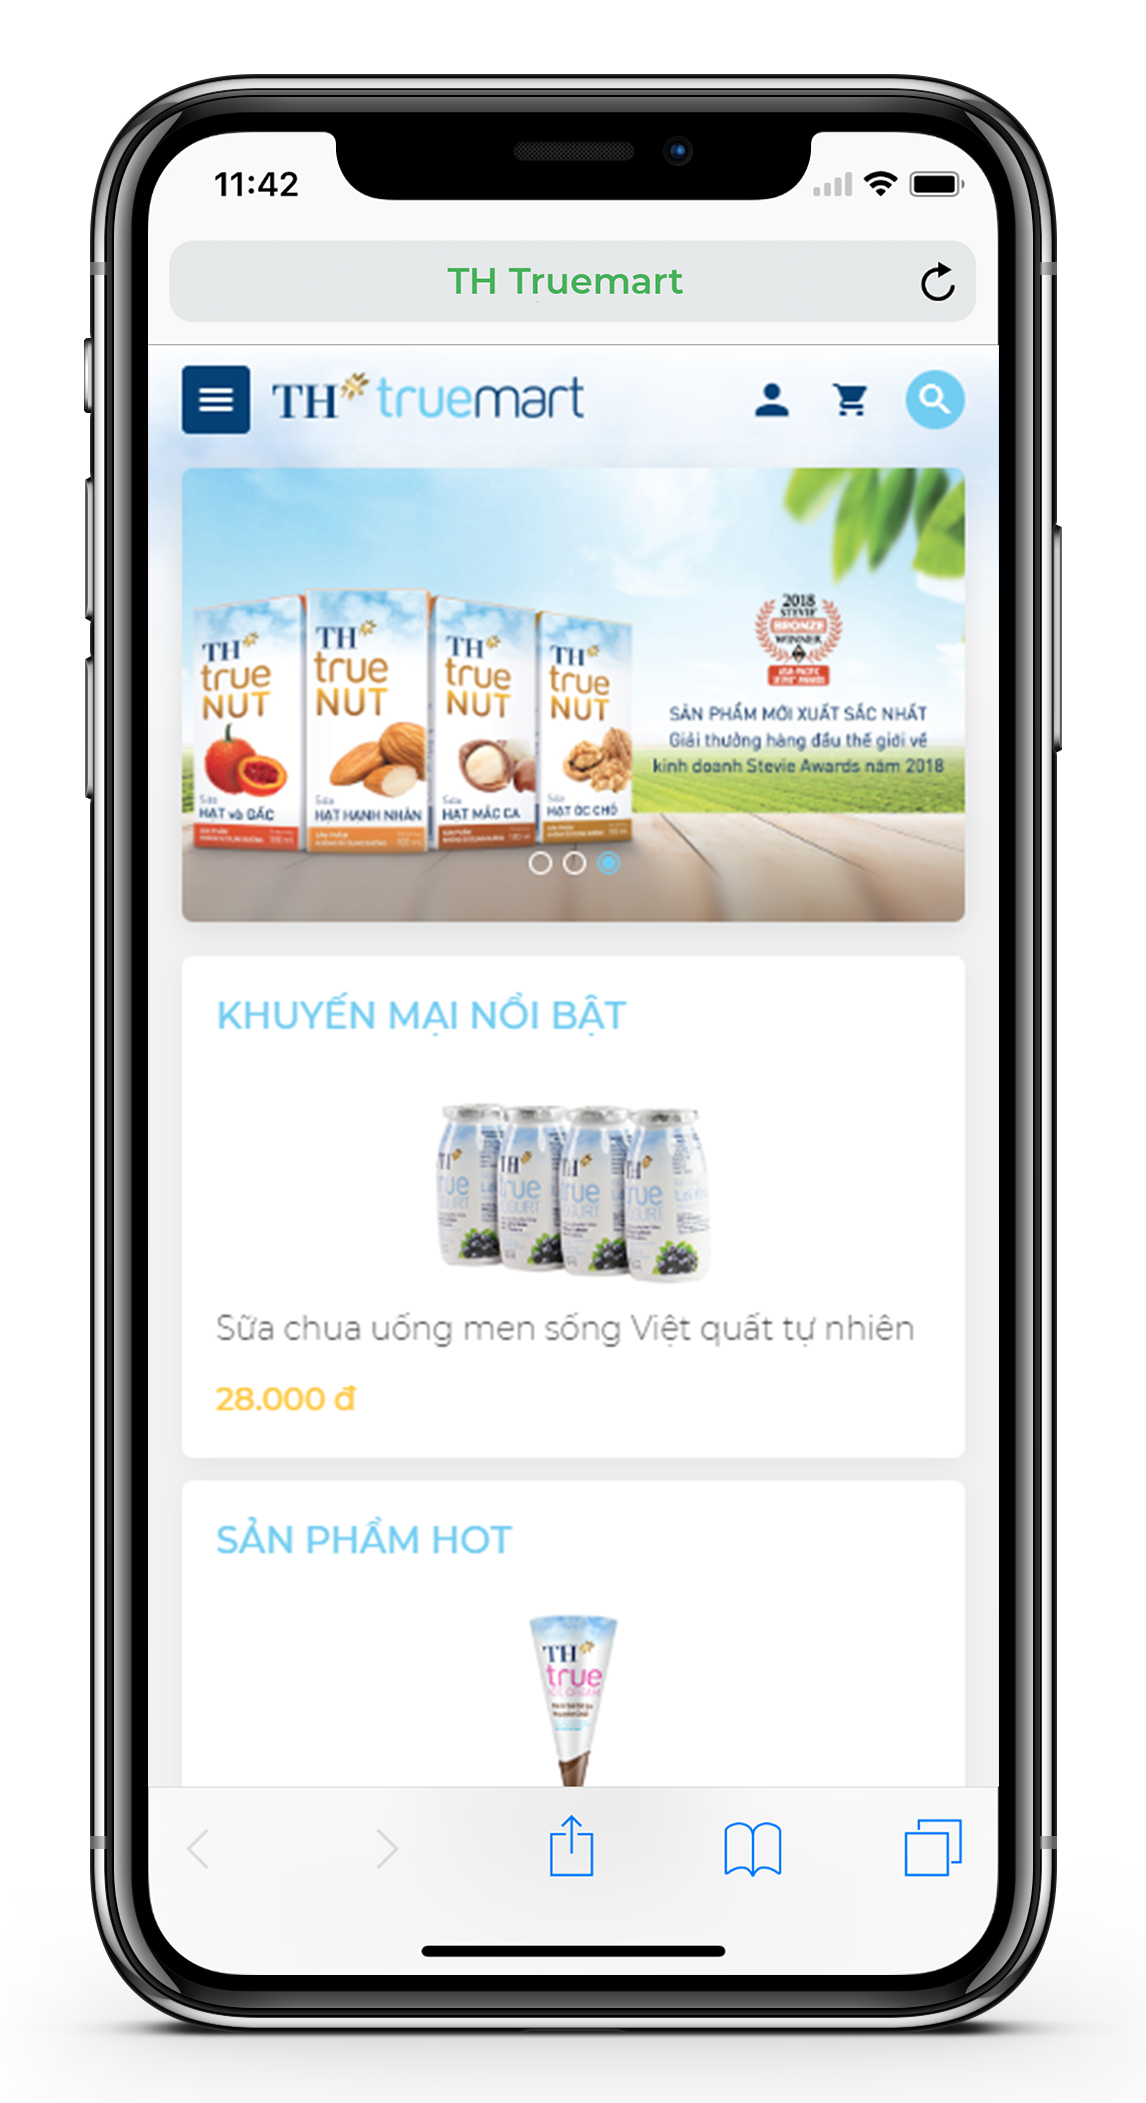 11:42
TH Truemart
TH truemart
TH true NUT
Sữa
HẠT và GẤC
TH true NUT
Sữa
HẠT HẠNH NHÂN
TH true NUT
Sữa
HẠT MẮC CA
TH true NUT
Sữa
HẠT ÓC CHÓ
2018
STEVIE
BRONZE
WINNER
SẢN PHẨM MỚI XUẤT SẮC NHẤT
Giải thưởng hàng đầu thế giới về
kinh doanh Stevie Awards năm 2018
KHUYẾN MẠI NỔI BẬT
TH
true
Sữa chua uống men sống Việt quất tự nhiên
28.000 đ
SẢN PHẨM HOT
TH
true